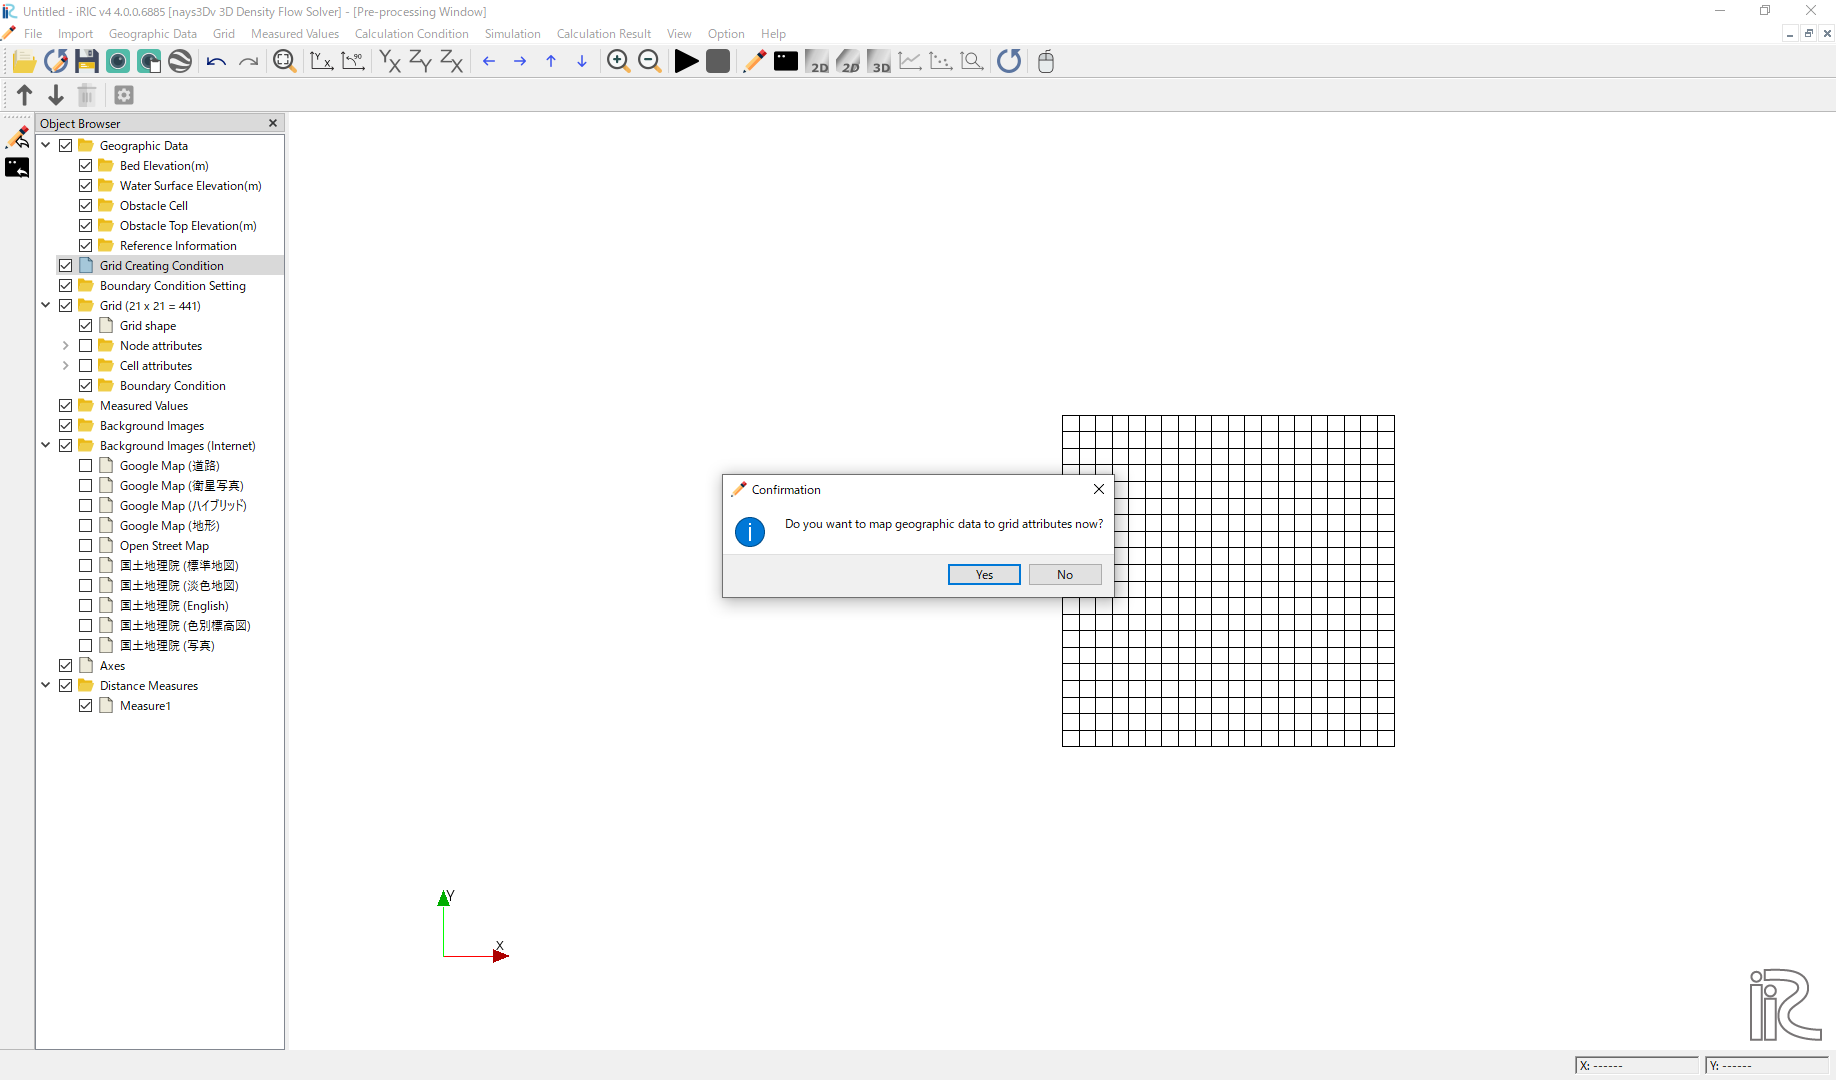 Untitled - iRIC v4 4.0.0.6885 [nays3Dv 3D Density Flow Solver] - [Pre-processing Window]
File Import Geographic Data Grid Measured Values Calculation Condition Simulation Calculation Result View Option Help
Y X -90 YX ZY ZX 2D 2D 3D
Object Browser
Geographic Data
Bed Elevation(m)
Water Surface Elevation(m)
Obstacle Cell
Obstacle Top Elevation(m)
Reference Information
Grid Creating Condition
Boundary Condition Setting
Grid (21 x 21 = 441)
Grid shape
Node attributes
Cell attributes
Boundary Condition
Measured Values
Background Images
Background Images (Internet)
Google Map (道路)
Google Map (衛星写真)
Google Map (ハイブリッド)
Google Map (地形)
Open Street Map
国土地理院 (標準地図)
国土地理院 (淡色地図)
国土地理院 (English)
国土地理院 (色別標高図)
国土地理院 (写真)
Axes
Distance Measures
Measure1
Confirmation
Do you want to map geographic data to grid attributes now?
Yes No
Y
X
iRIC
X: ------ Y: ------